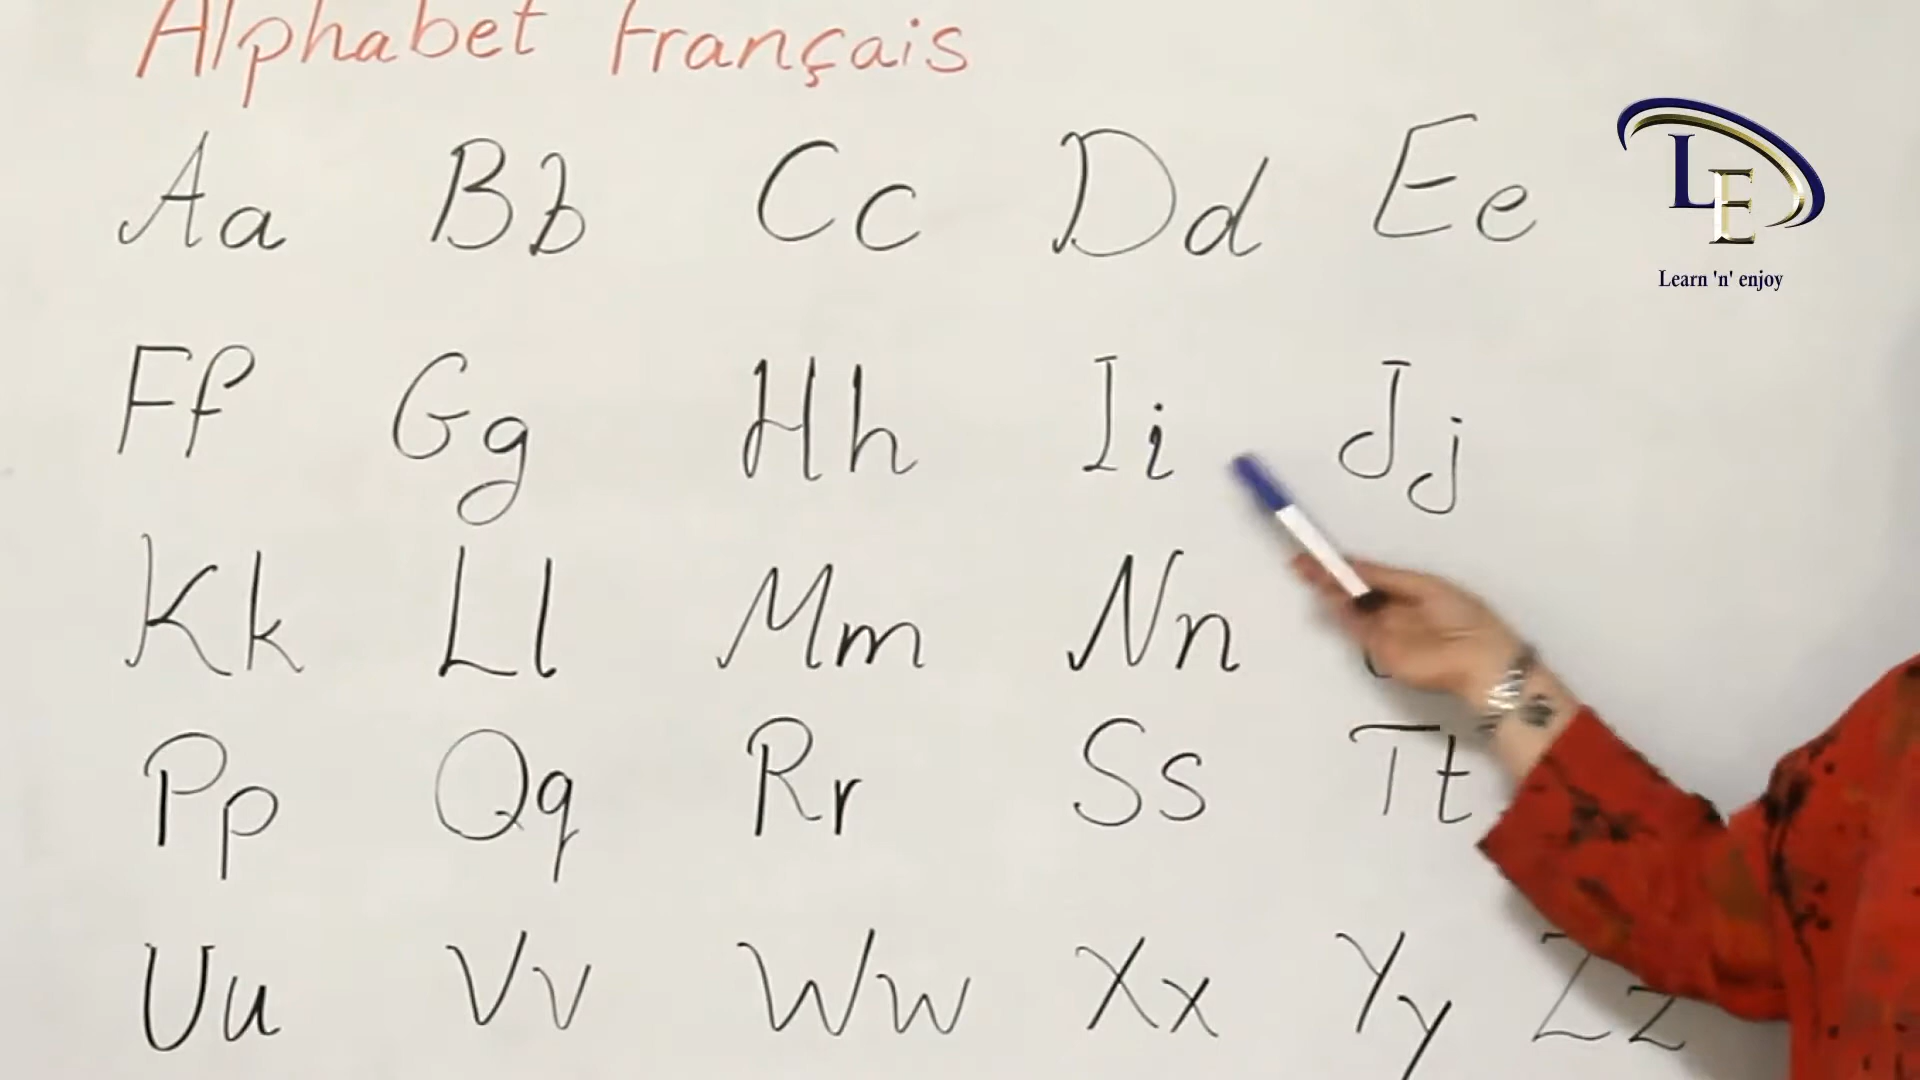 Alphabet français
Aa Bb Cc Dd Ee
LE
Learn 'n' enjoy
Ff Gg Hh Ii Jj
Kk Ll Mm Nn
Pp Qq Rr Ss Tt
Uu Vv Ww Xx Yy Zz